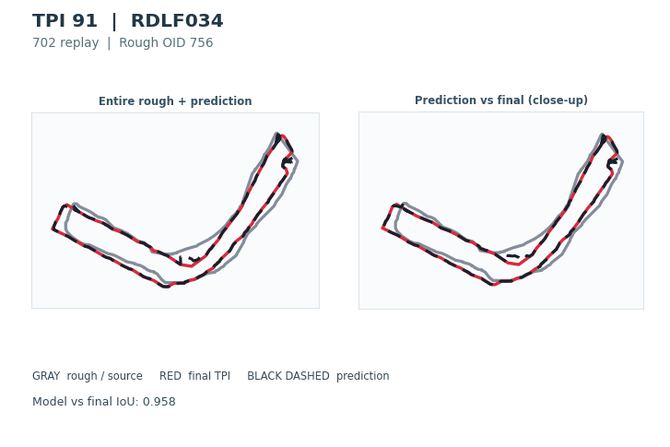 TPI 91 | RDLF034
702 replay | Rough OID 756
Entire rough + prediction
Prediction vs final (close-up)
GRAY rough / source RED final TPI BLACK DASHED prediction
Model vs final IoU: 0.958